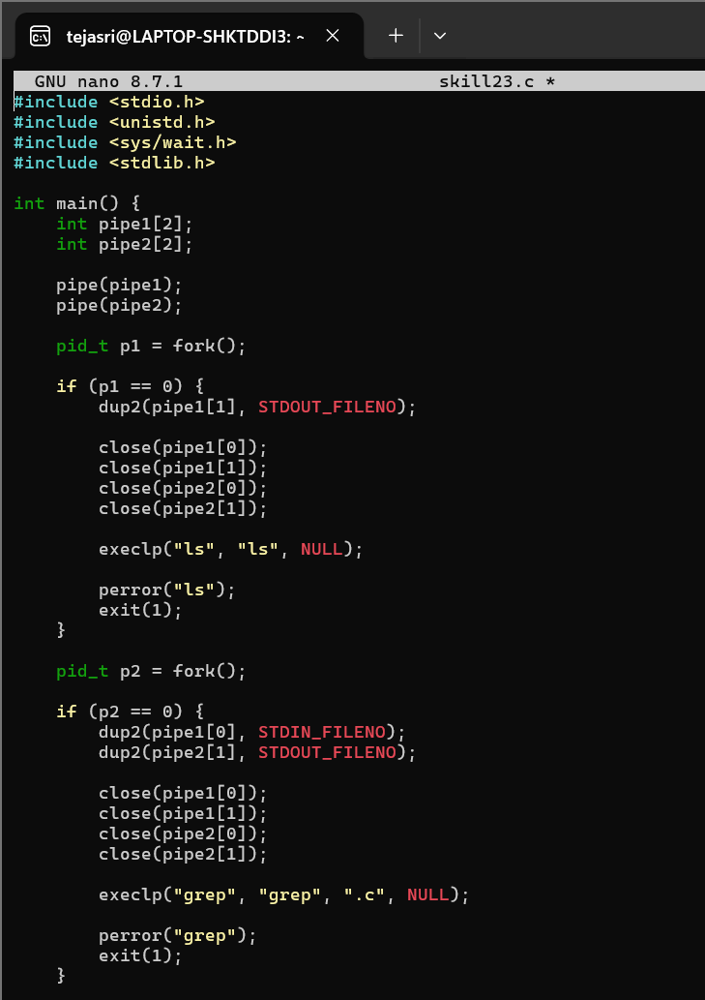 tejasri@LAPTOP-SHKTDDI3: ~
GNU nano 8.7.1 skill23.c *
#include <stdio.h>
#include <unistd.h>
#include <sys/wait.h>
#include <stdlib.h>

int main() {
    int pipe1[2];
    int pipe2[2];

    pipe(pipe1);
    pipe(pipe2);

    pid_t p1 = fork();

    if (p1 == 0) {
        dup2(pipe1[1], STDOUT_FILENO);

        close(pipe1[0]);
        close(pipe1[1]);
        close(pipe2[0]);
        close(pipe2[1]);

        execlp("ls", "ls", NULL);

        perror("ls");
        exit(1);
    }

    pid_t p2 = fork();

    if (p2 == 0) {
        dup2(pipe1[0], STDIN_FILENO);
        dup2(pipe2[1], STDOUT_FILENO);

        close(pipe1[0]);
        close(pipe1[1]);
        close(pipe2[0]);
        close(pipe2[1]);

        execlp("grep", "grep", ".c", NULL);

        perror("grep");
        exit(1);
    }